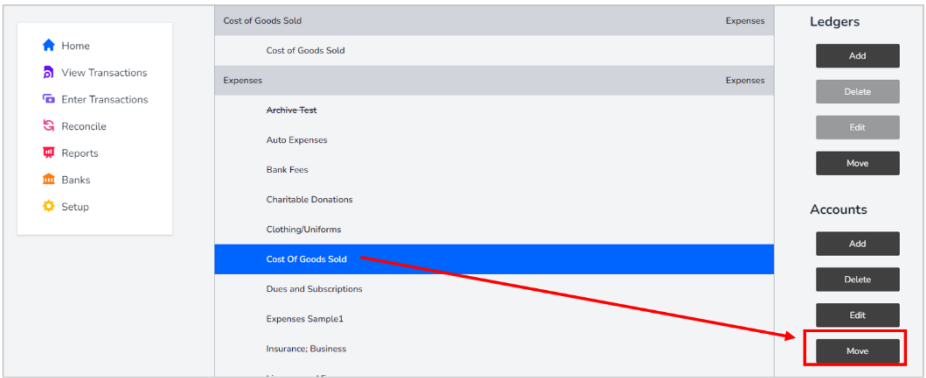 Home
View Transactions
Enter Transactions
Reconcile
Reports
Banks
Setup
Cost of Goods Sold Expenses
Cost of Goods Sold
Expenses Expenses
Archive Test
Auto Expenses
Bank Fees
Charitable Donations
Clothing/Uniforms
Cost Of Goods Sold
Dues and Subscriptions
Expenses Sample1
Insurance; Business
Ledgers
Add
Delete
Edit
Move
Accounts
Add
Delete
Edit
Move